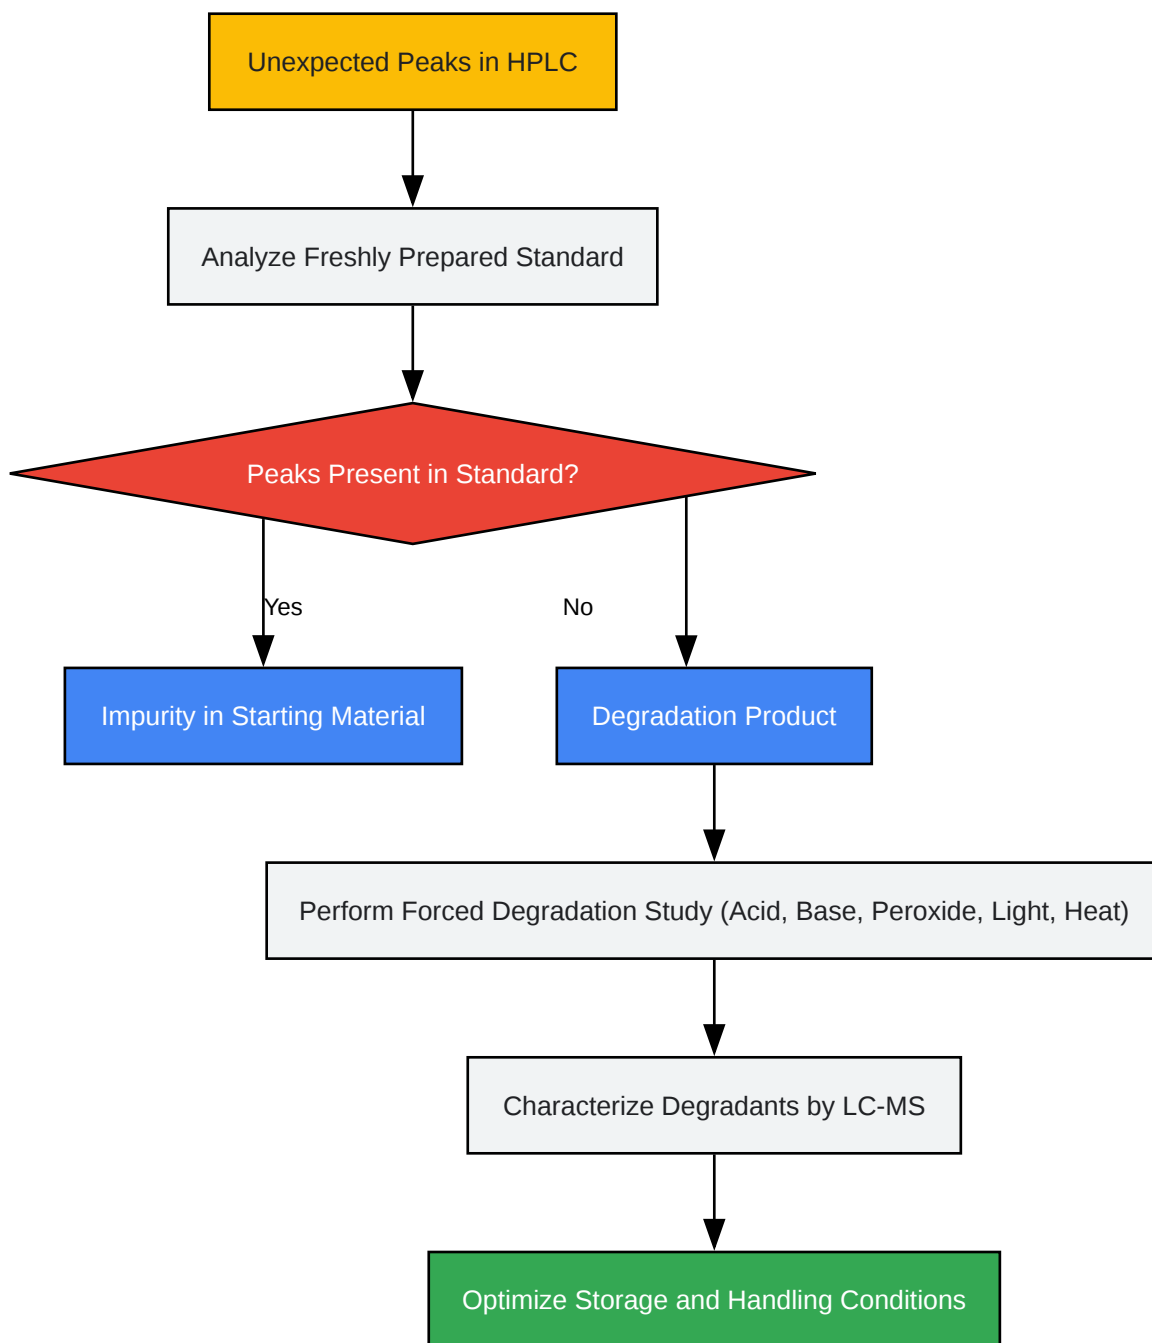 Unexpected Peaks in HPLC
Analyze Freshly Prepared Standard
Peaks Present in Standard?
Yes
No
Impurity in Starting Material
Degradation Product
Perform Forced Degradation Study (Acid, Base, Peroxide, Light, Heat)
Characterize Degradants by LC-MS
Optimize Storage and Handling Conditions